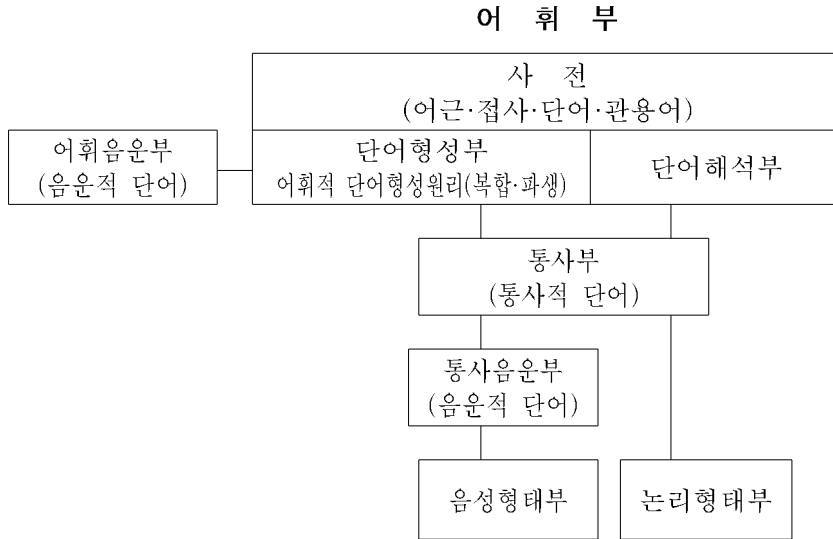 어 휘 부
사 전
(어근·접사·단어·관용어)
어휘음운부
(음운적 단어)
단어형성부
어휘적 단어형성원리(복합·파생)
단어해석부
통사부
(통사적 단어)
통사음운부
(음운적 단어)
음성형태부
논리형태부